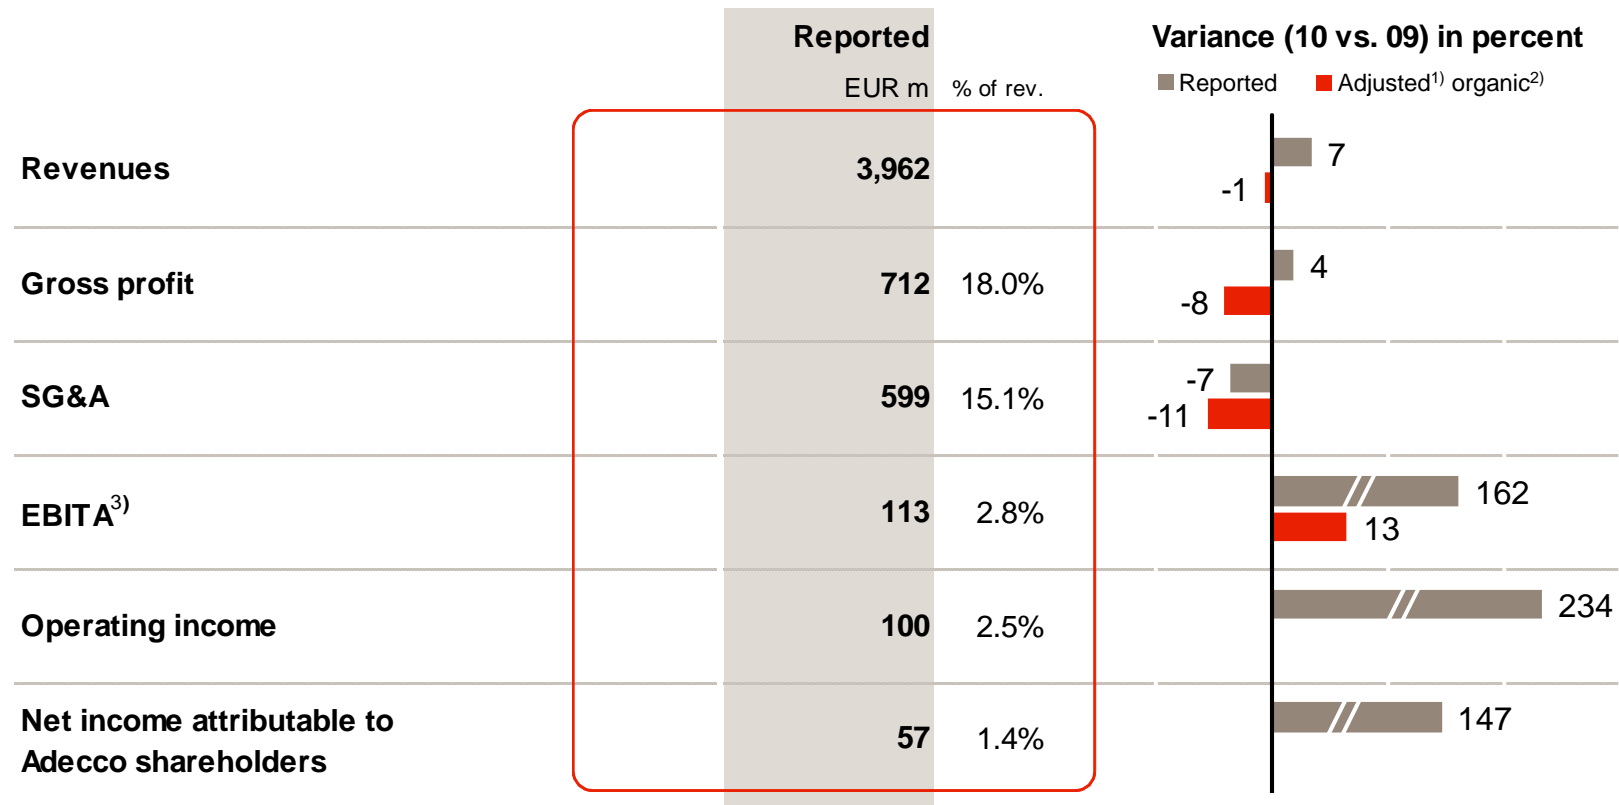 Reported
Variance (10 vs. 09) in percent
EUR m % of rev.
Reported Adjusted1) organic2)
Revenues 3,962 7
-1
Gross profit 712 18.0% 4
-8
SG&A 599 15.1% -7
-11
EBITA3) 113 2.8% 162
13
Operating income 100 2.5% 234
Net income attributable to
Adecco shareholders 57 1.4% 147